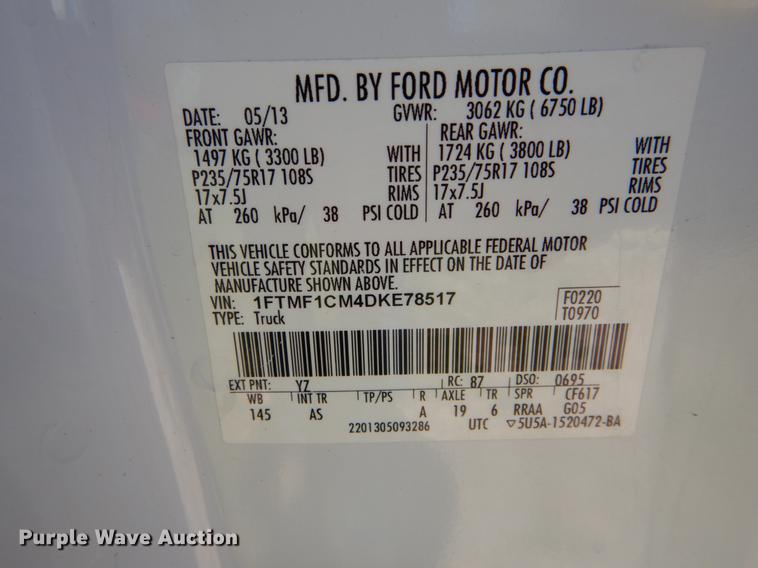 MFD. BY FORD MOTOR CO.
DATE: 05/13 GVWR: 3062 KG ( 6750 LB)
FRONT GAWR: REAR GAWR:
1497 KG ( 3300 LB) WITH 1724 KG ( 3800 LB) WITH
P235/75R17 108S TIRES P235/75R17 108S TIRES
17x7.5J RIMS 17x7.5J RIMS
AT 260 kPa/ 38 PSI COLD AT 260 kPa/ 38 PSI COLD
THIS VEHICLE CONFORMS TO ALL APPLICABLE FEDERAL MOTOR
VEHICLE SAFETY STANDARDS IN EFFECT ON THE DATE OF
MANUFACTURE SHOWN ABOVE.
VIN: 1FTMF1CM4DKE78517 F0220
TYPE: Truck T0970
EXT PNT: YZ RC: 87 DSO: 0695
WB INT TR TP/PS R AXLE TR SPR CF617
145 AS A 19 6 RRAA G05
2201305093286 UTC ▽5U5A-1520472-BA
Purple Wave Auction